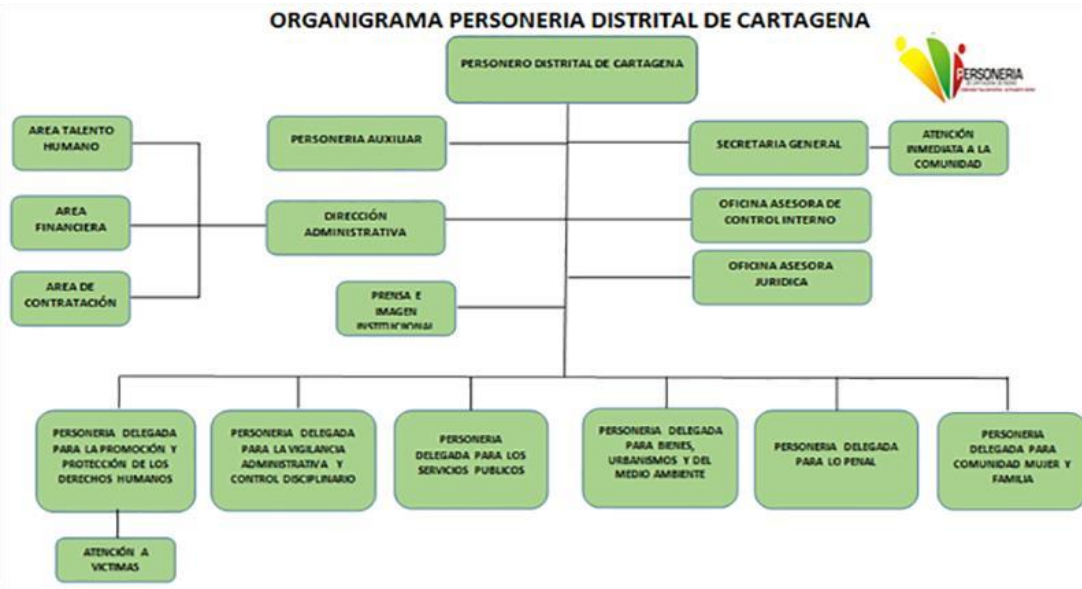 ORGANIGRAMA PERSONERIA DISTRITAL DE CARTAGENA
PERSONERO DISTRITAL DE CARTAGENA
PERSONERIA
AREA TALENTO
HUMANO
PERSONERIA AUXILIAR
SECRETARIA GENERAL
ATENCIÓN
INMEDIATA A LA
COMUNIDAD
AREA
FINANCIERA
DIRECCIÓN
ADMINISTRATIVA
OFICINA ASESORA DE
CONTROL INTERNO
AREA DE
CONTRATACIÓN
PRENSA E
IMAGEN
INSTITUCIONAL
OFICINA ASESORA
JURIDICA
PERSONERIA DELEGADA
PARA LA PROMOCIÓN Y
PROTECCIÓN DE LOS
DERECHOS HUMANOS
PERSONERIA DELEGADA
PARA LA VIGILANCIA
ADMINISTRATIVA Y
CONTROL DISCIPLINARIO
PERSONERIA
DELEGADA PARA LOS
SERVICIOS PUBLICOS
PERSONERIA DELEGADA
PARA BIENES,
URBANISMOS Y DEL
MEDIO AMBIENTE
PERSONERIA DELEGADA
PARA LO PENAL
PERSONERIA
DELEGADA PARA
COMUNIDAD MUJER Y
FAMILIA
ATENCIÓN A
VICTIMAS